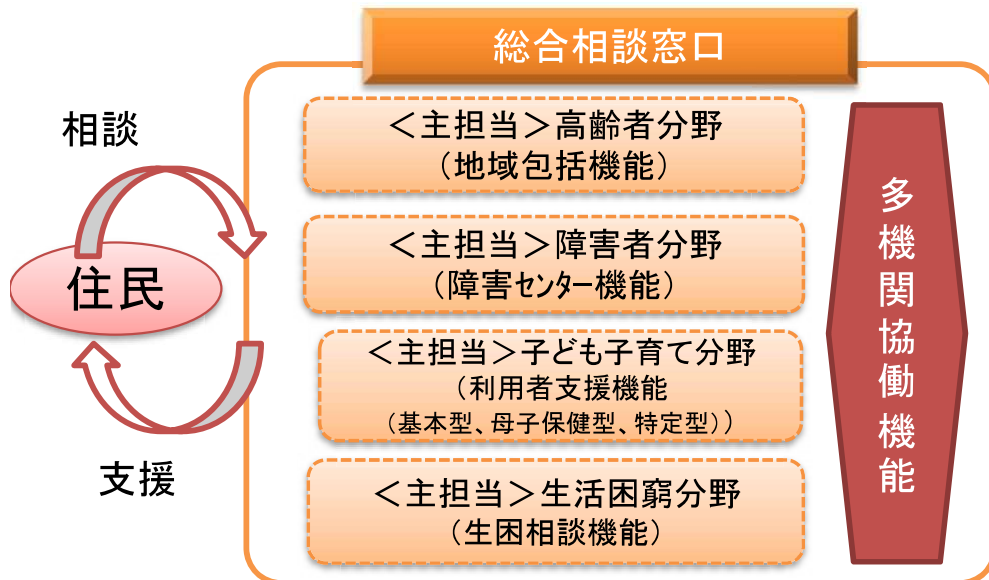 総合相談窓口
相談
住民
支援
＜主担当＞高齢者分野
（地域包括機能）
＜主担当＞障害者分野
（障害センター機能）
＜主担当＞子ども子育て分野
（利用者支援機能
（基本型、母子保健型、特定型））
＜主担当＞生活困窮分野
（生困相談機能）
多機関協働機能